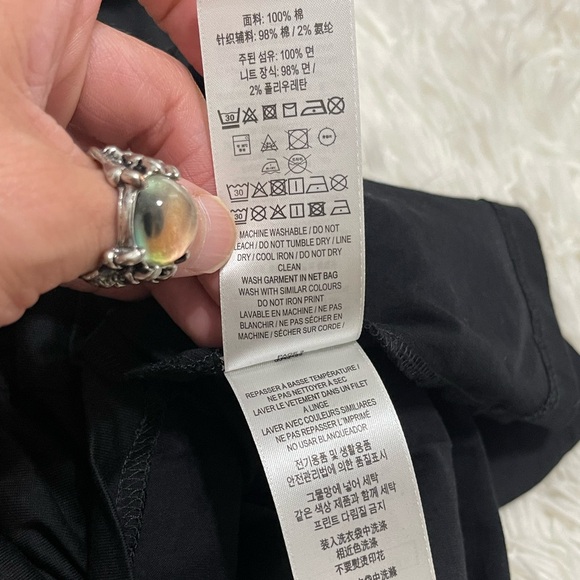 面料: 100% 棉
针织辅料: 98% 棉 / 2% 氨纶
주된 섬유: 100% 면
니트 장식: 98% 면 /
2% 폴리우레탄
30
30
30
MACHINE WASHABLE / DO NOT
LEACH / DO NOT TUMBLE DRY / LINE
DRY / COOL IRON / DO NOT DRY
CLEAN
WASH GARMENT IN NET BAG
WASH WITH SIMILAR COLOURS
DO NOT IRON PRINT
LAVABLE EN MACHINE / NE PAS
BLANCHIR / NE PAS SÉCHER EN
MACHINE / SÉCHER SUR CORDE /
REPASSER À BASSE TEMPÉRATURE /
NE PAS NETTOYER À SEC
LAVER LE VETEMENT DANS UN FILET
A LINGE
LAVER AVEC COULEURS SIMILIARES
NE PAS REPASSER L'IMPRIMÉ
NO USAR BLANQUEADOR
전기용품 및 생활용품
안전관리법에 의한 품질표시
그물망에 넣어 세탁
같은 색상 제품과 함께 세탁
프린트 다림질 금지
装入洗衣袋中洗涤
相近色洗涤
不要熨烫印花